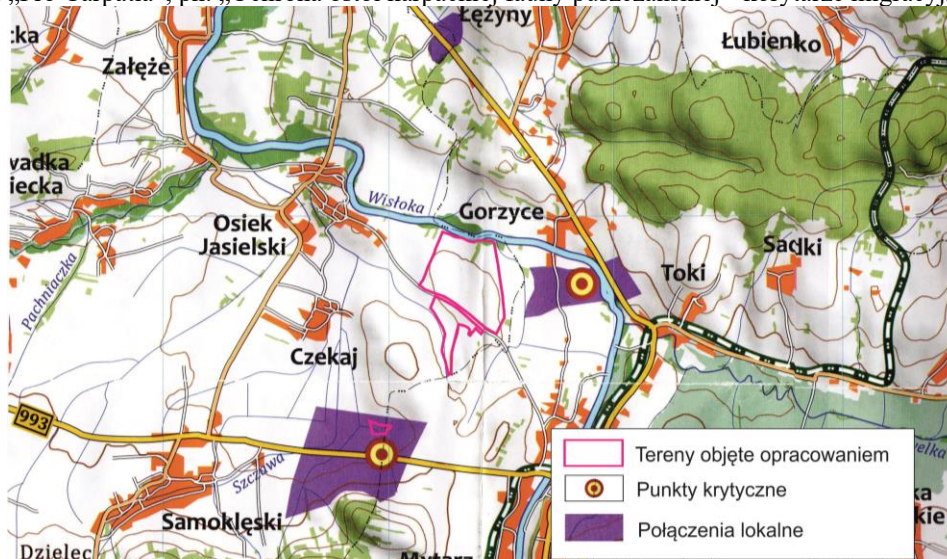 Łężyny
Łubienko
Załęże
Wisłoka
Gorzyce
Osiek
Jasielski
Sadki
Toki
Pachniaczka
Czekaj
993
Tereny objęte opracowaniem
Punkty krytyczne
Połączenia lokalne
Szczawa
Samoklęski
Dzielec